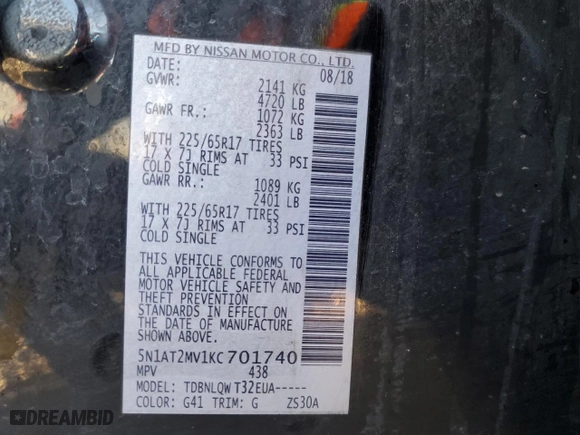 MFD BY NISSAN MOTOR CO., LTD.
DATE: 08/18
GVWR: 2141 KG
4720 LB
GAWR FR.: 1072 KG
2363 LB
WITH 225/65R17 TIRES
17 X 7J RIMS AT 33 PSI
COLD SINGLE
GAWR RR.: 1089 KG
2401 LB
WITH 225/65R17 TIRES
17 X 7J RIMS AT 33 PSI
COLD SINGLE
THIS VEHICLE CONFORMS TO
ALL APPLICABLE FEDERAL
MOTOR VEHICLE SAFETY AND
THEFT PREVENTION
STANDARDS IN EFFECT ON
THE DATE OF MANUFACTURE
SHOWN ABOVE.
5N1AT2MV1KC701740
MPV 438
MODEL: TDBNLQWT32EUA-----
COLOR: G41 TRIM: G ZS30A
DREAMBID